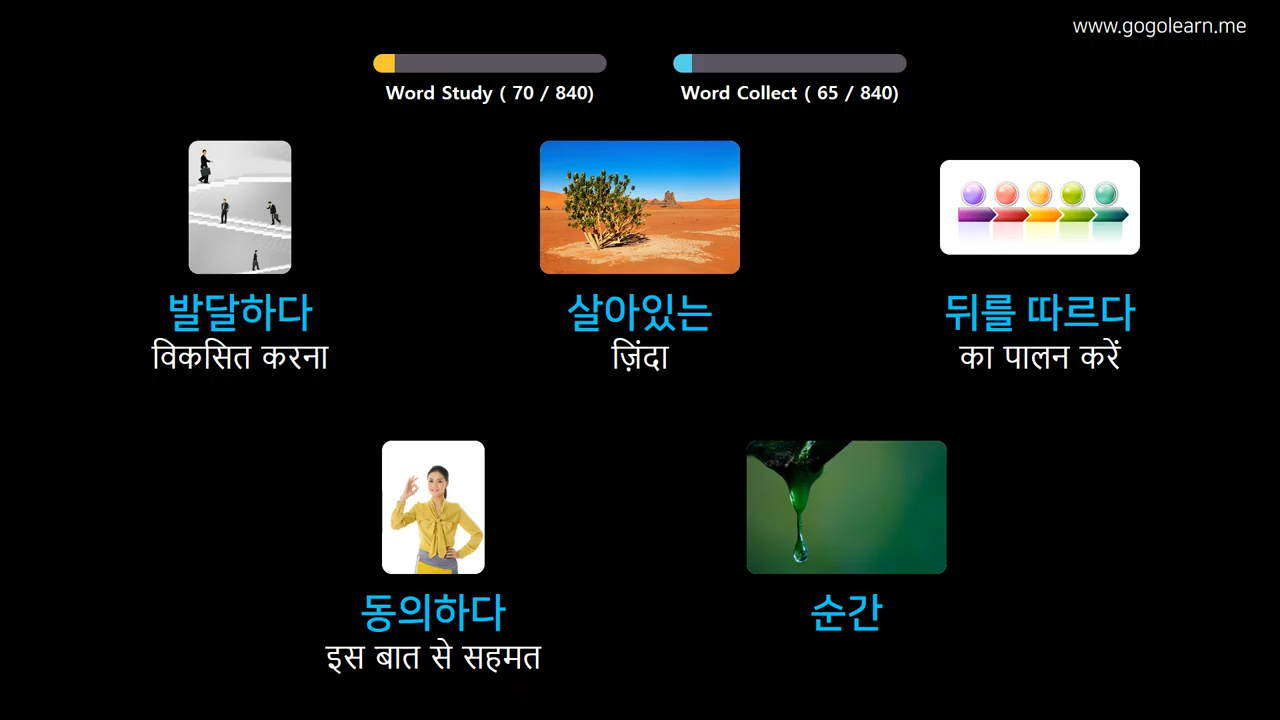 www.gogolearn.me
Word Study ( 70 / 840)
Word Collect ( 65 / 840)
발달하다
विकसित करना
살아있는
ज़िंदा
뒤를 따르다
का पालन करें
동의하다
इस बात से सहमत
순간